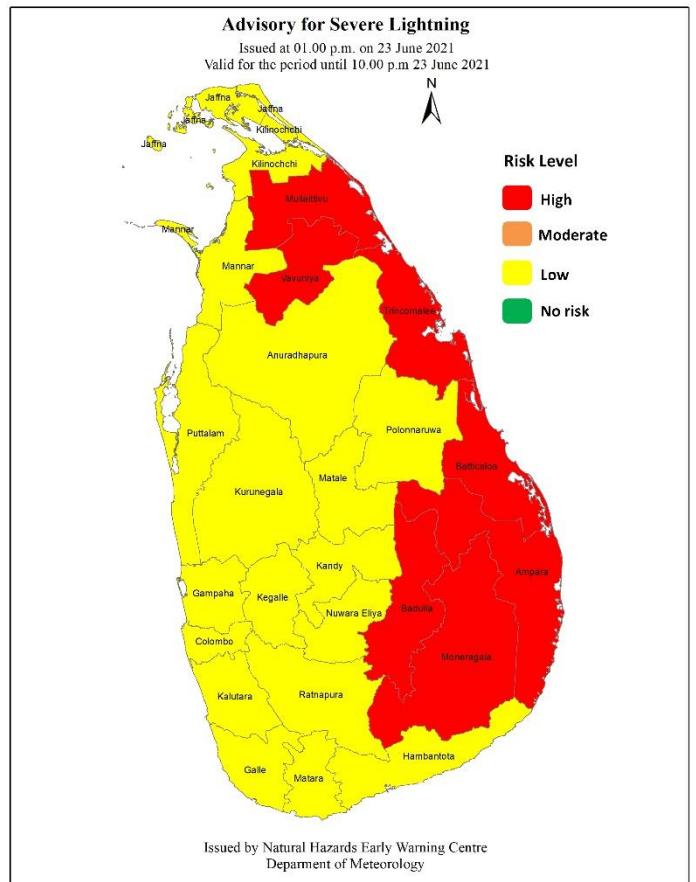 Advisory for Severe Lightning
Issued at 01.00 p.m. on 23 June 2021
Valid for the period until 10.00 p.m 23 June 2021
N
Jaffna
Jaffna
Jaffna
Kilinochchi
Jaffna
Kilinochchi
Risk Level
High
Moderate
Low
No risk
Mullaittivu
Mannar
Mannar
Vavuniya
Trincomalee
Anuradhapura
Polonnaruwa
Puttalam
Batticaloa
Matale
Kurunegala
Kandy
Ampara
Gampaha
Kegalle
Nuwara Eliya
Badulla
Colombo
Moneragala
Kalutara
Ratnapura
Hambantota
Galle
Matara
Issued by Natural Hazards Early Warning Centre
Deparment of Meteorology